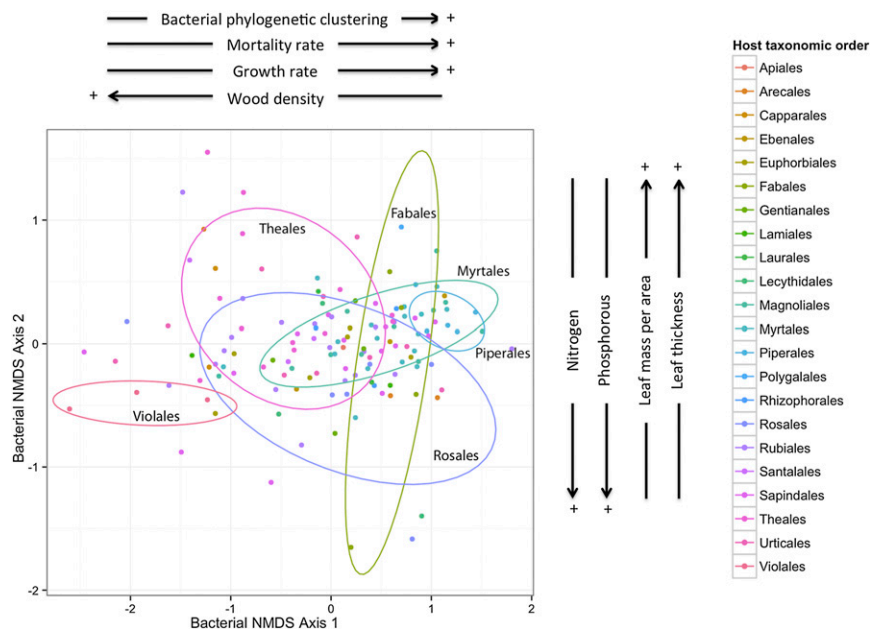 Bacterial phylogenetic clustering +
Mortality rate +
Growth rate +
+ Wood density
Host taxonomic order
Apiales
Arecales
Capparales
Ebenales
Euphorbiales
Fabales
Gentianales
Lamiales
Laurales
Lecythidales
Magnoliales
Myrtales
Piperales
Polygalales
Rhizophorales
Rosales
Rubiales
Santalales
Sapindales
Theales
Urticales
Violales
2
1
0
-1
-2
Bacterial NMDS Axis 2
Theales
Fabales
Myrtales
Piperales
Violales
Rosales
-2 -1 0 1 2
Bacterial NMDS Axis 1
+ +
Nitrogen
Phosphorous
Leaf mass per area
Leaf thickness
+ +